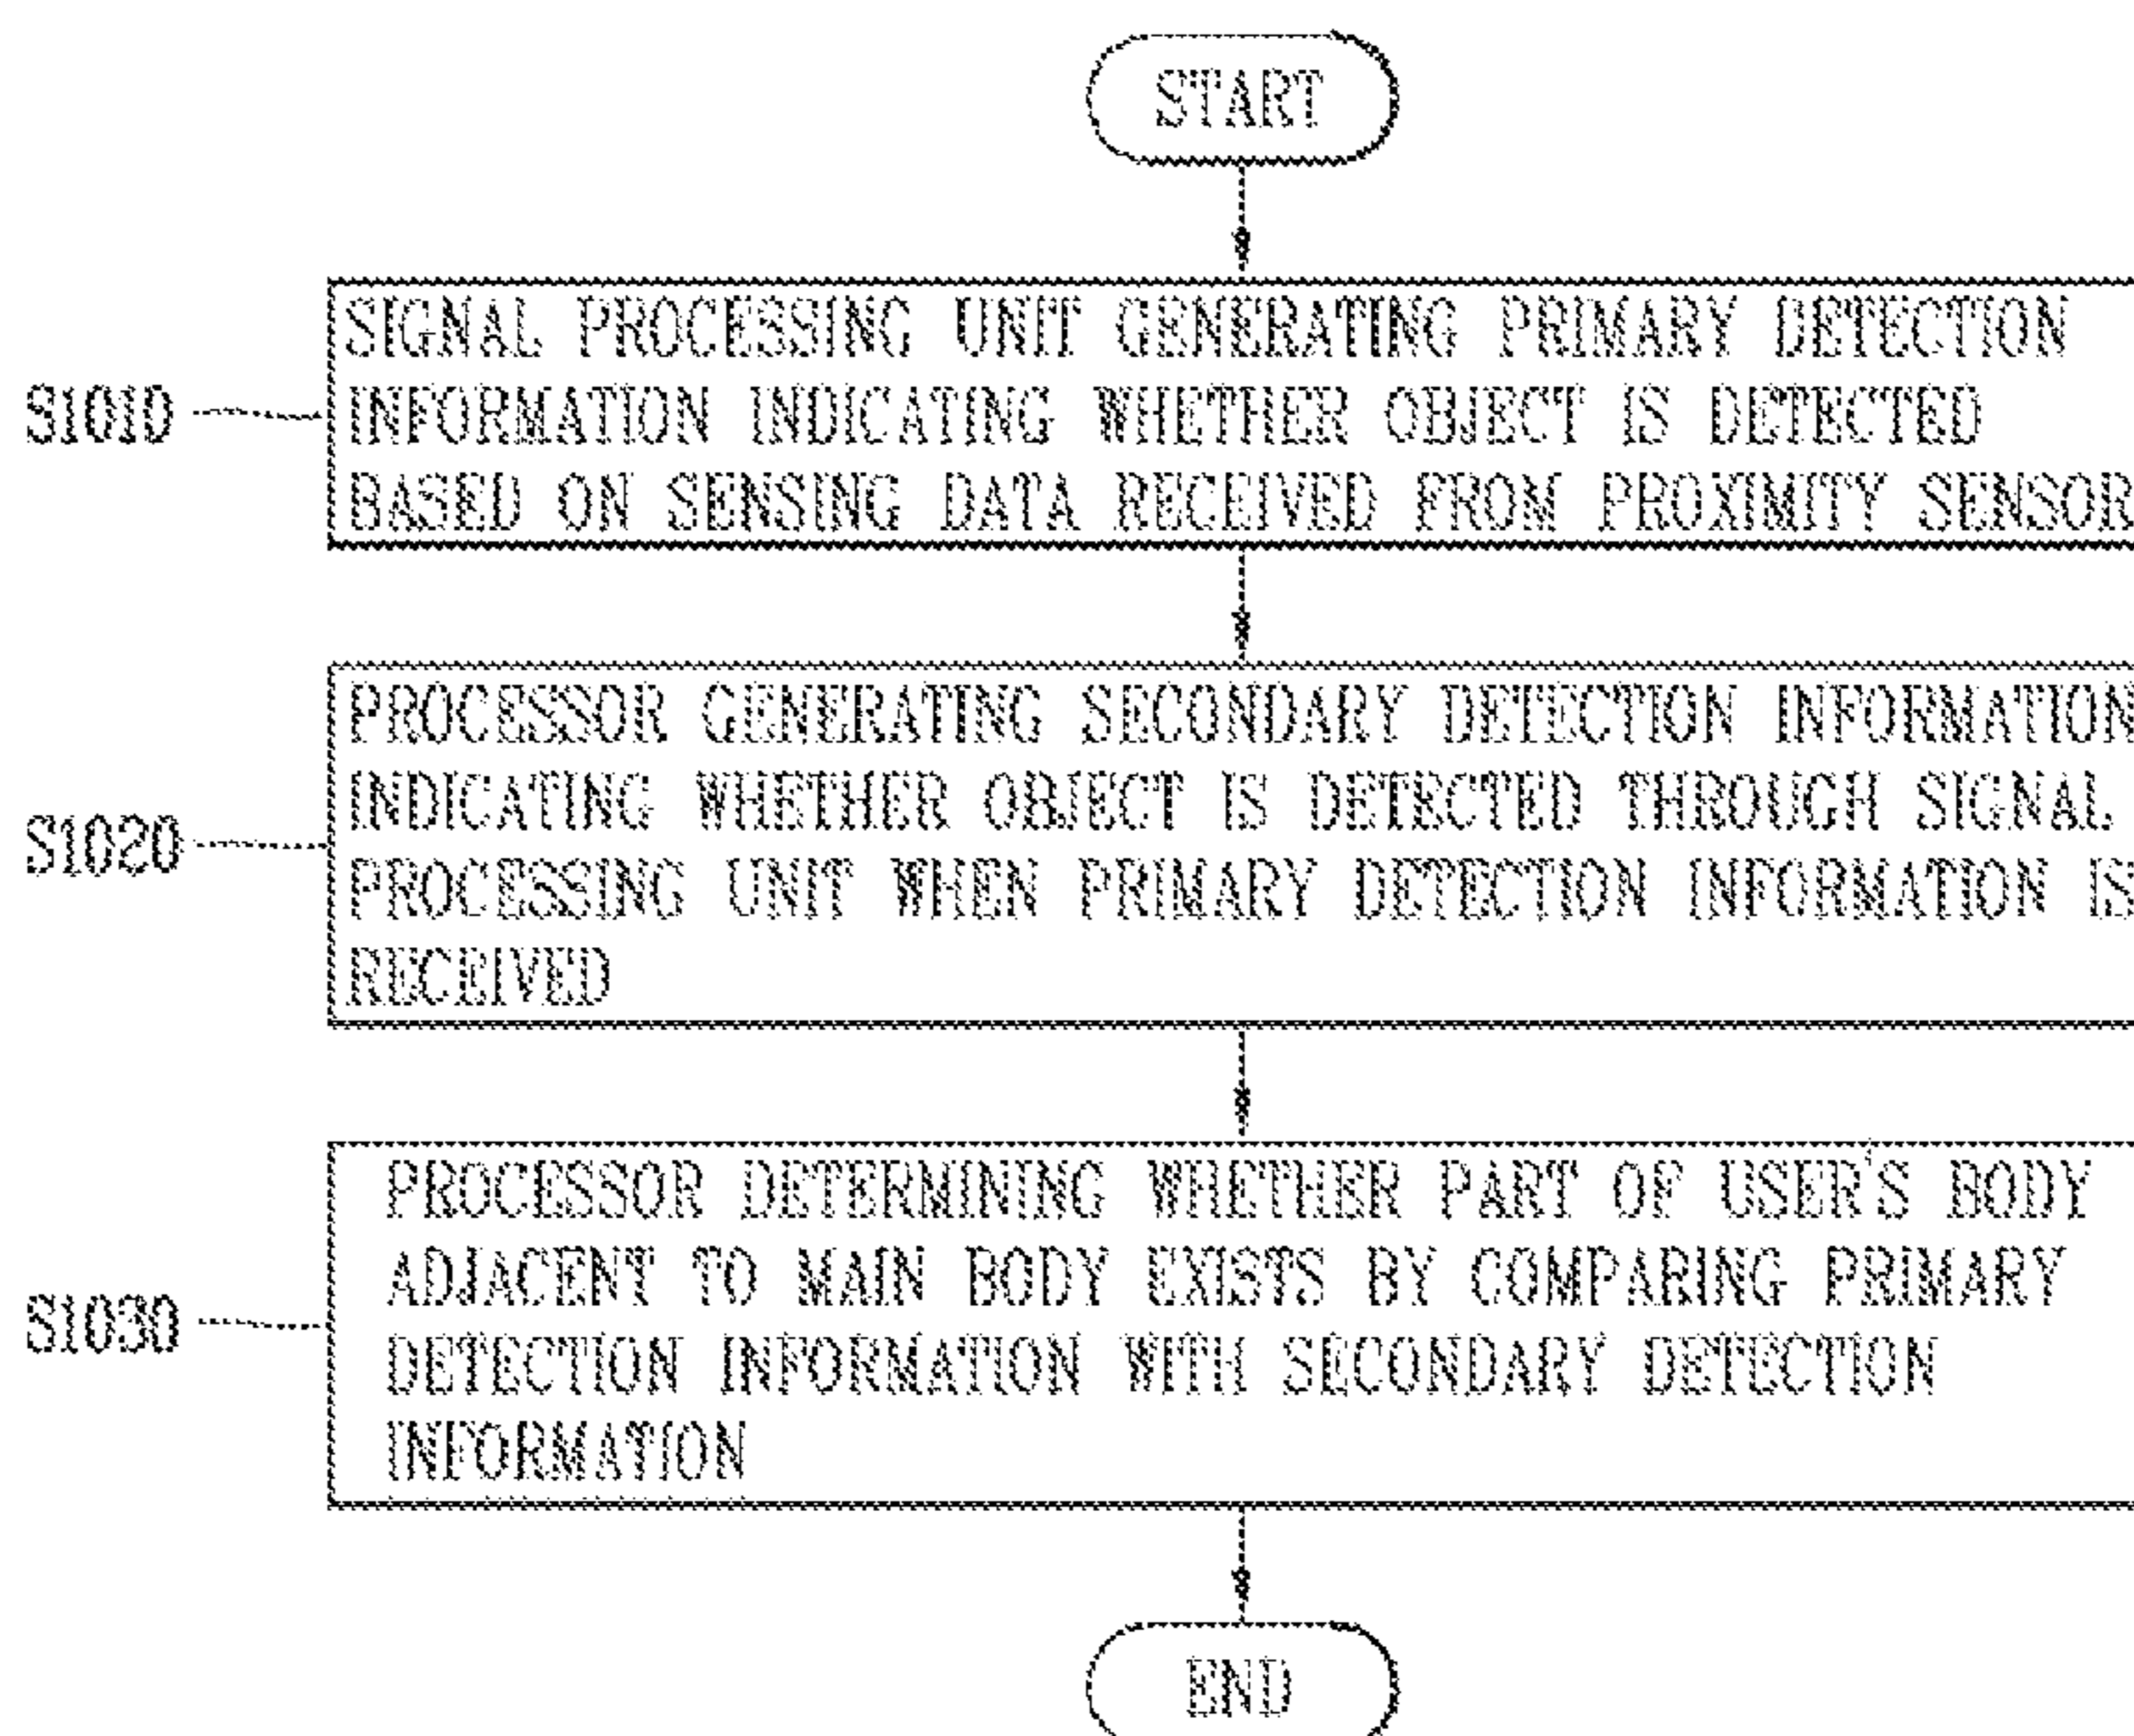 START
S1010
SIGNAL PROCESSING UNIT GENERATING PRIMARY DETECTION
INFORMATION INDICATING WHETHER OBJECT IS DETECTED
BASED ON SENSING DATA RECEIVED FROM PROXIMITY SENSOR
S1020
PROCESSOR GENERATING SECONDARY DETECTION INFORMATION
INDICATING WHETHER OBJECT IS DETECTED THROUGH SIGNAL
PROCESSING UNIT WHEN PRIMARY DETECTION INFORMATION IS
RECEIVED
S1030
PROCESSOR DETERMINING WHETHER PART OF USER'S BODY
ADJACENT TO MAIN BODY EXISTS BY COMPARING PRIMARY
DETECTION INFORMATION WITH SECONDARY DETECTION
INFORMATION
END